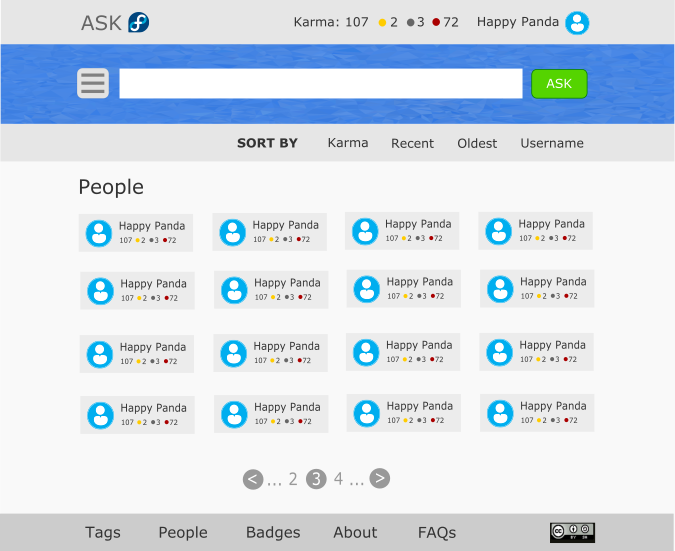 ASK
Karma: 107 2 3 72 Happy Panda
ASK
SORT BY Karma Recent Oldest Username
People
Happy Panda Happy Panda Happy Panda Happy Panda
107 2 3 72 107 2 3 72 107 2 3 72 107 2 3 72
Happy Panda Happy Panda Happy Panda Happy Panda
107 2 3 72 107 2 3 72 107 2 3 72 107 2 3 72
Happy Panda Happy Panda Happy Panda Happy Panda
107 2 3 72 107 2 3 72 107 2 3 72 107 2 3 72
Happy Panda Happy Panda Happy Panda Happy Panda
107 2 3 72 107 2 3 72 107 2 3 72 107 2 3 72
< ... 2 3 4 ... >
Tags People Badges About FAQs
cc BY SA